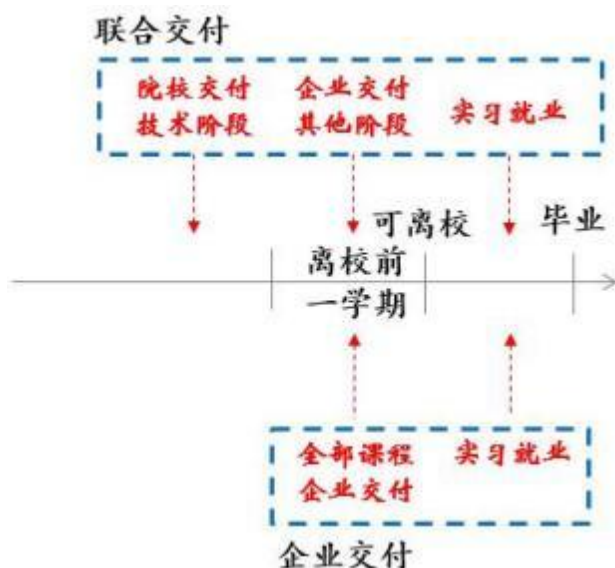 联合交付
院校交付 企业交付
技术阶段 其他阶段 实习就业
可离校 毕业
离校前
一学期
全部课程 实习就业
企业交付
企业交付